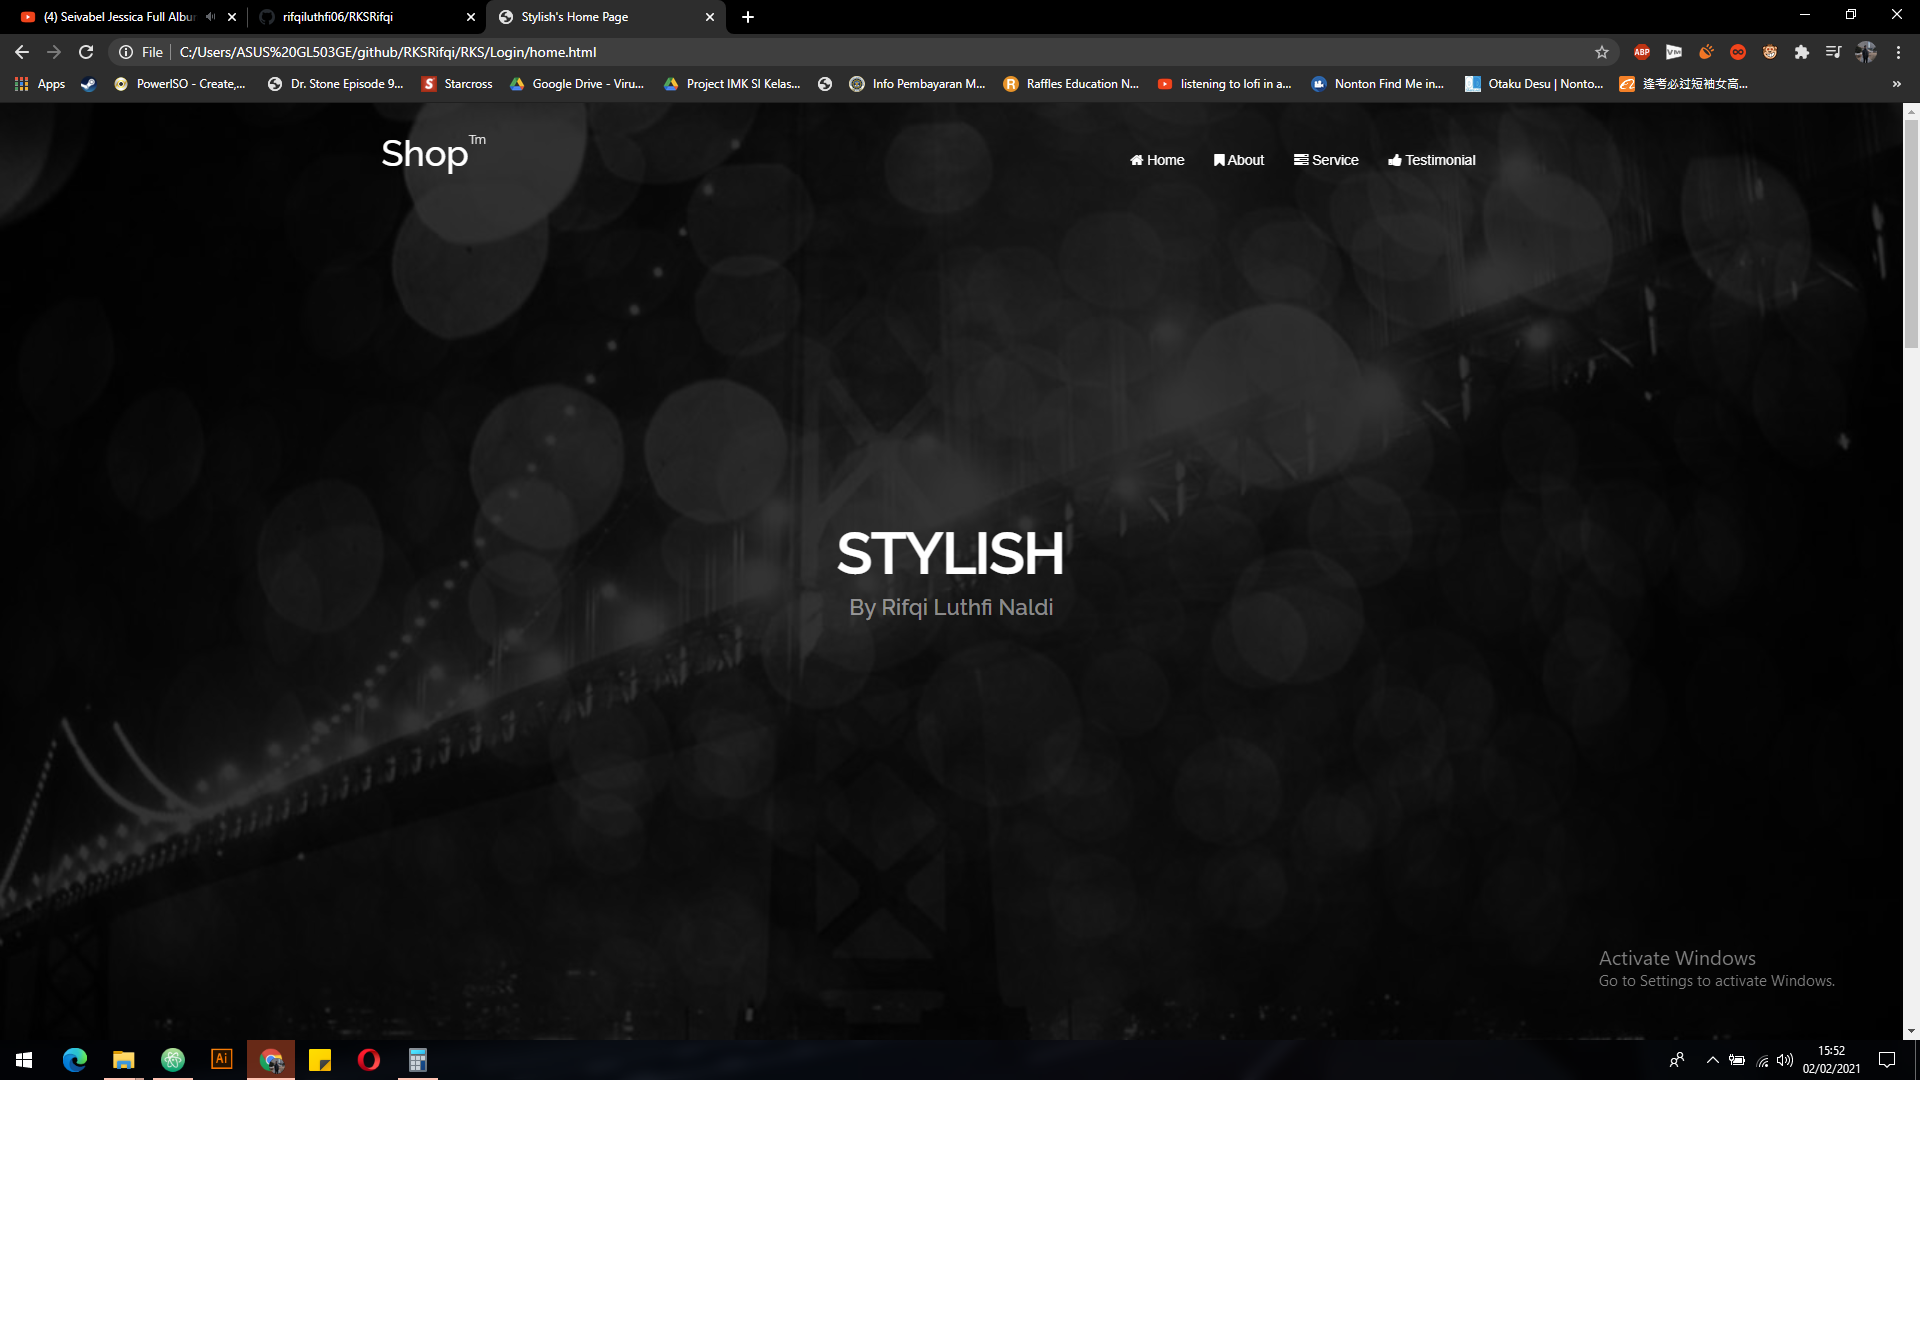 (4) Seivabel Jessica Full Albu
rifqiluthfi06/RKSRifqi
Stylish's Home Page
File
C:/Users/ASUS%20GL503GE/github/RKSRifqi/RKS/Login/home.html
ABP
Apps
PowerISO - Create,...
Dr. Stone Episode 9...
Starcross
Google Drive - Viru...
Project IMK SI Kelas...
Info Pembayaran M...
Raffles Education N...
listening to lofi in a...
Nonton Find Me in...
Otaku Desu | Nonto...
逢考必过短袖女高...
Shop™
Home
About
Service
Testimonial
STYLISH
By Rifqi Luthfi Naldi
Activate Windows
Go to Settings to activate Windows.
Ai
15:52
02/02/2021